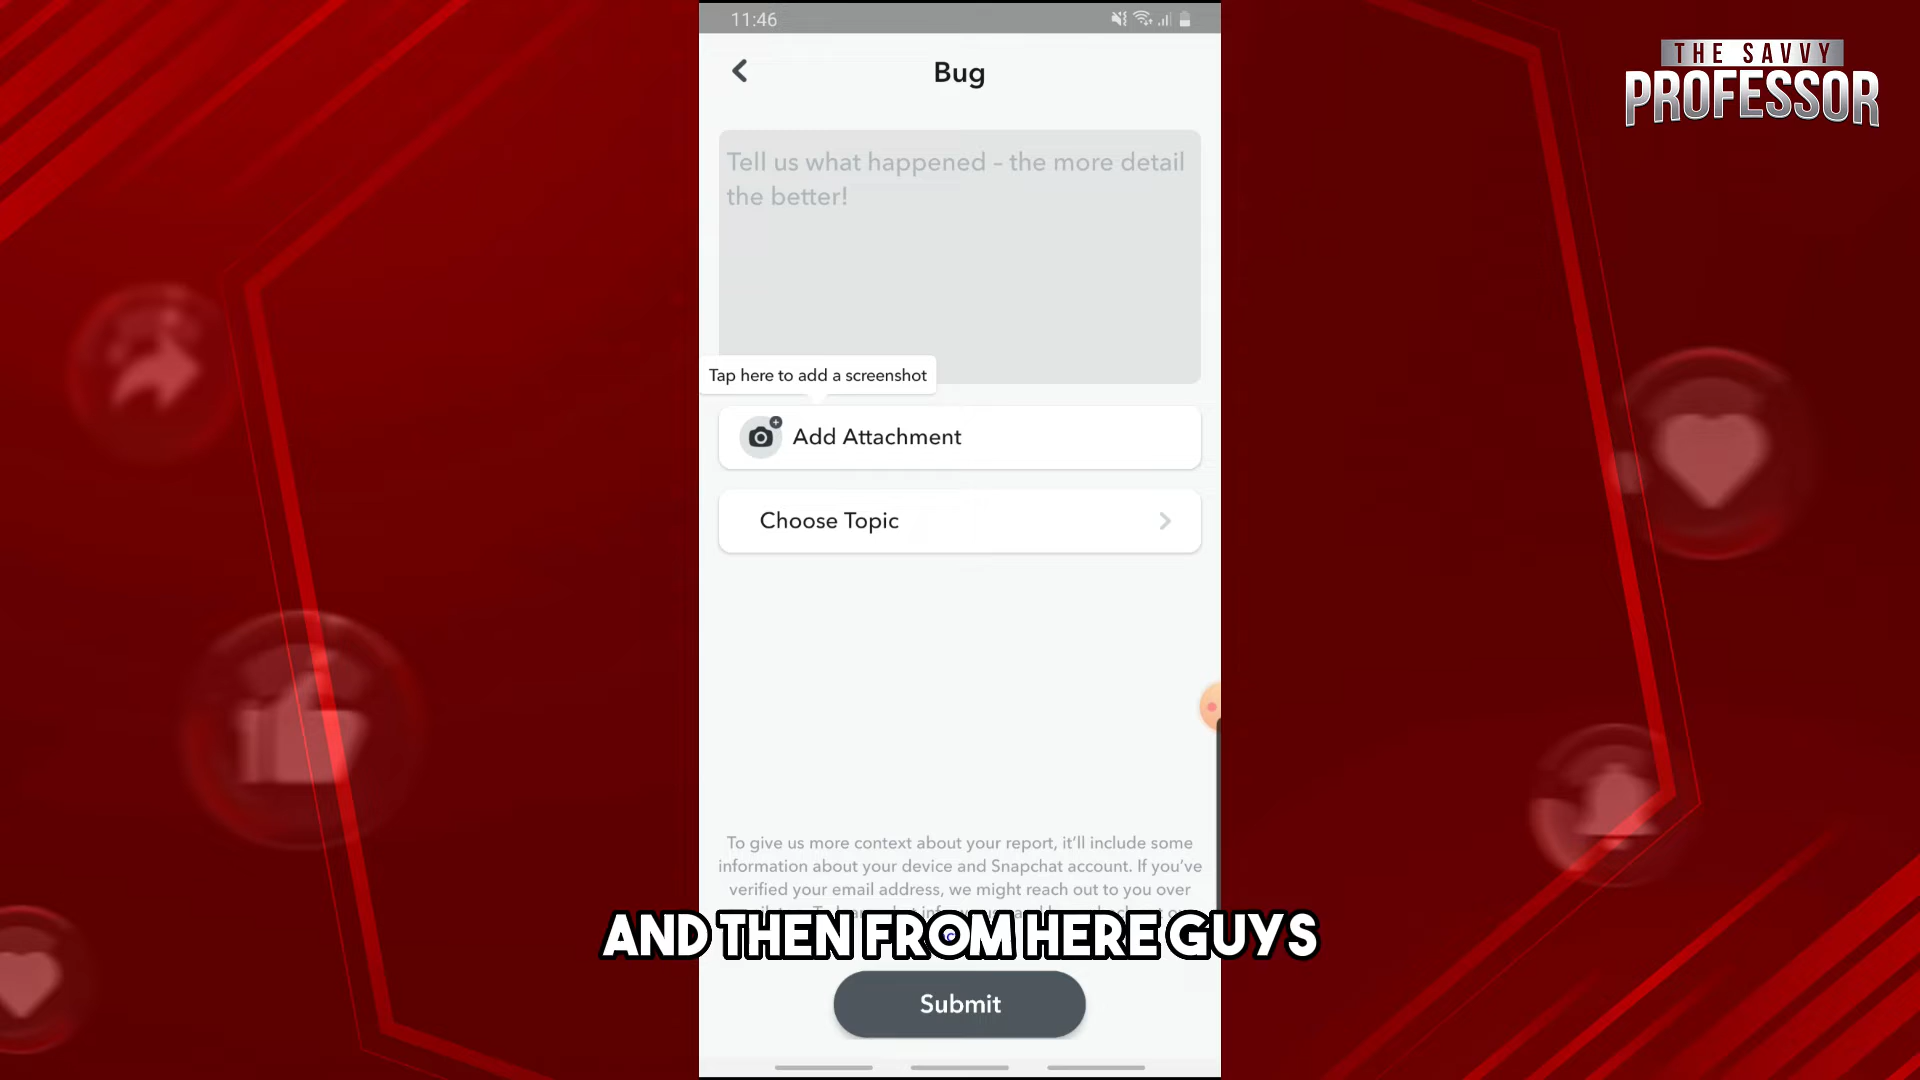 11:46
THE SAVVY
PROFESSOR
Bug
Tell us what happened – the more detail
the better!
Tap here to add a screenshot
Add Attachment
Choose Topic
To give us more context about your report, it'll include some
information about your device and Snapchat account. If you've
verified your email address, we might reach out to you over
AND THEN FROM HERE GUYS
Submit